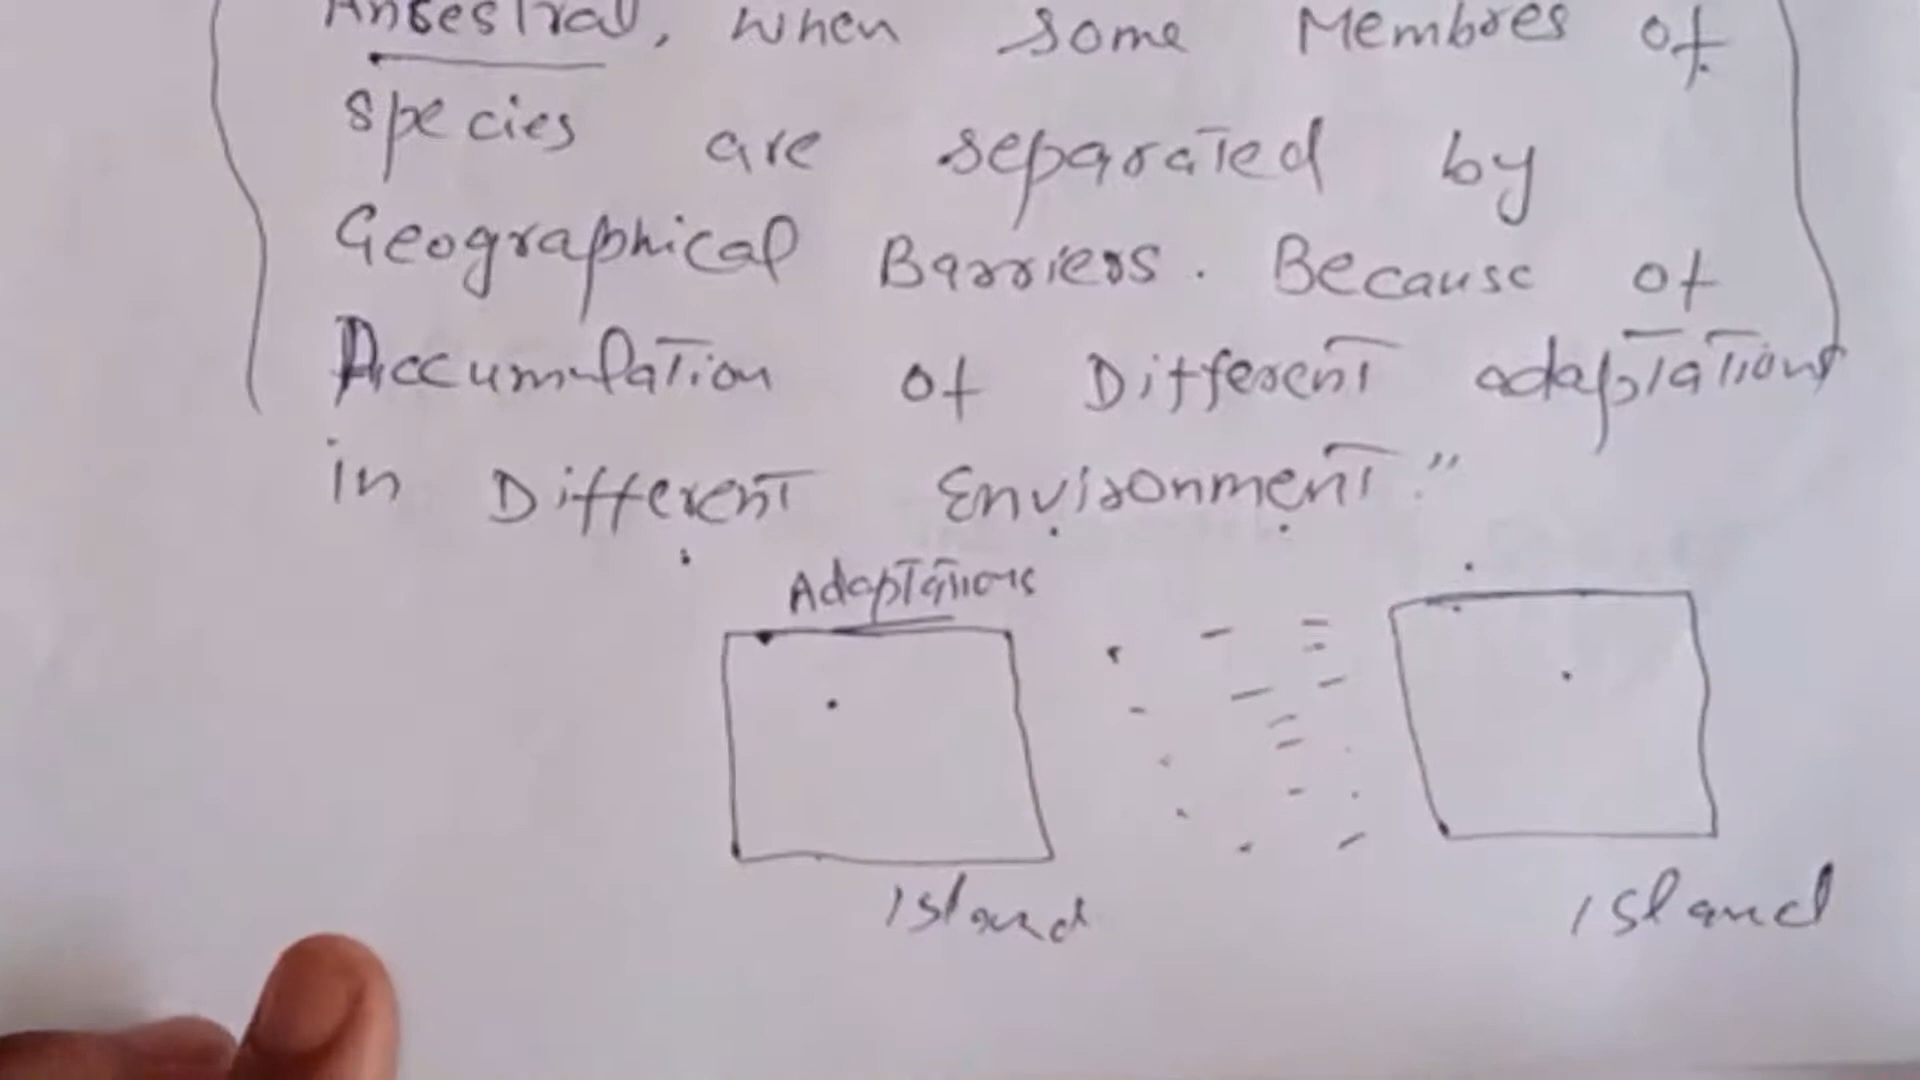 Ansestral, when some Membres of
species are separated by
Geographical Barriers. Because of
Accumulation of Different adaptations
in Different Environment."
Adaptations
Island
Island